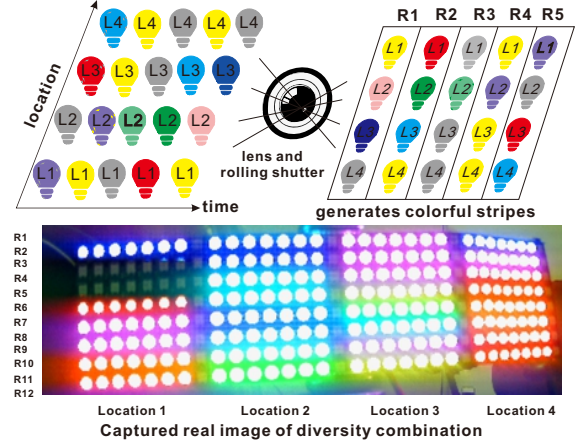 L4 L4 L4 L4 L4
L3 L3 L3 L3 L3
L2 L2 L2 L2 L2
L1 L1 L1 L1 L1
location
time
lens and
rolling shutter
R1 R2 R3 R4 R5
L1 L1 L1 L1 L1
L2 L2 L2 L2 L2
L3 L3 L3 L3 L3
L4 L4 L4 L4 L4
generates colorful stripes
R1
R2
R3
R4
R5
R6
R7
R8
R9
R10
R11
R12
Location 1 Location 2 Location 3 Location 4
Captured real image of diversity combination